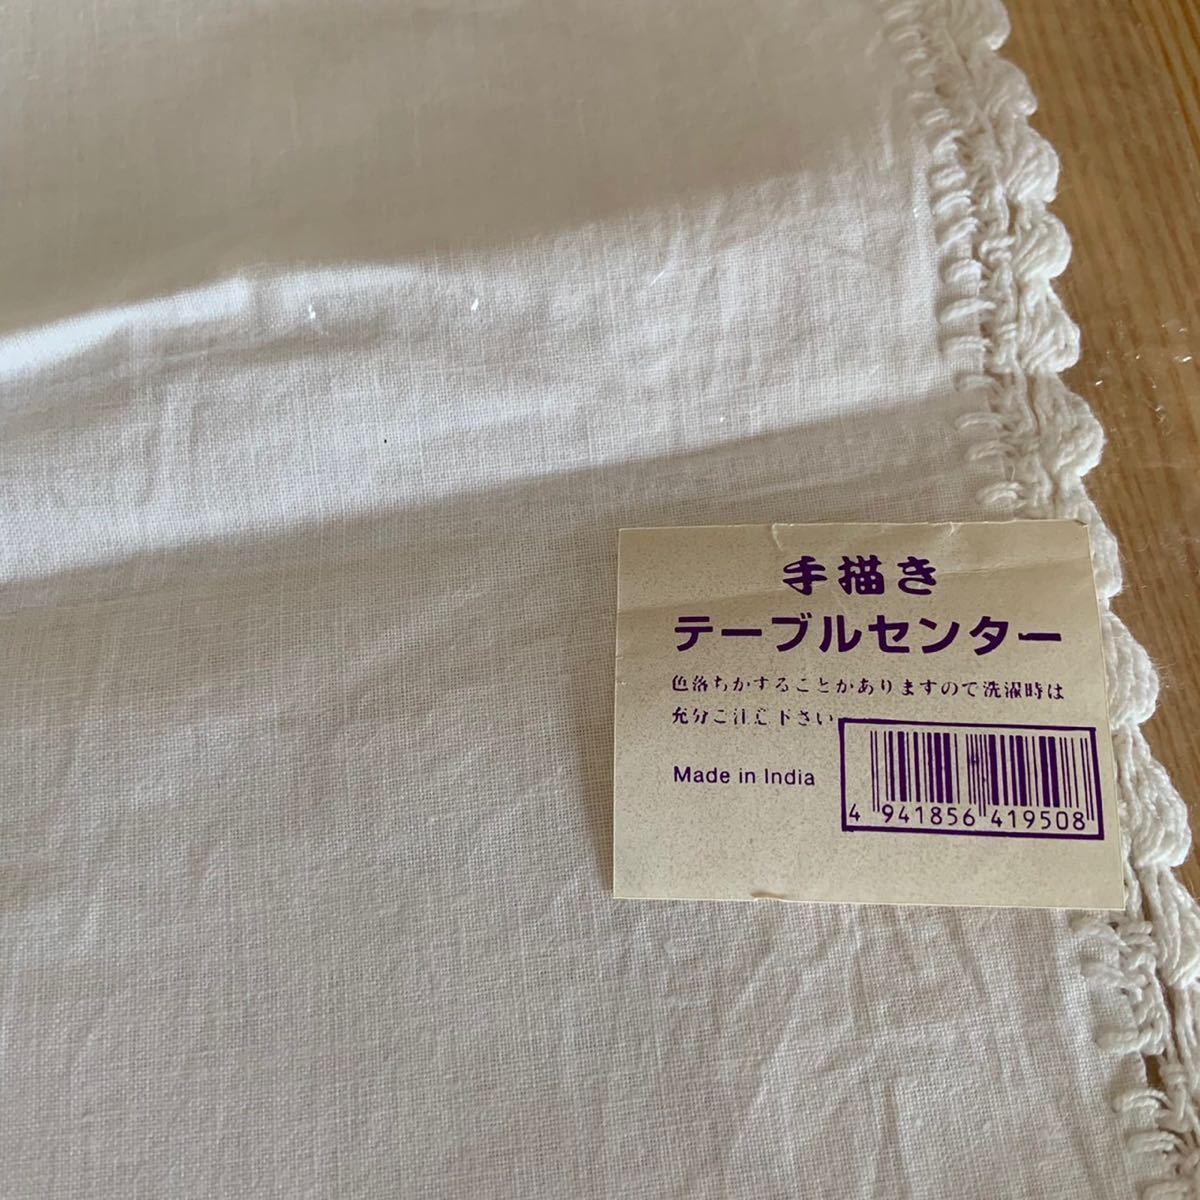 手描き
テーブルセンター
色落ちがすることがありますので洗濯時は
充分ご注意下さい
Made in India
4 941856 419508